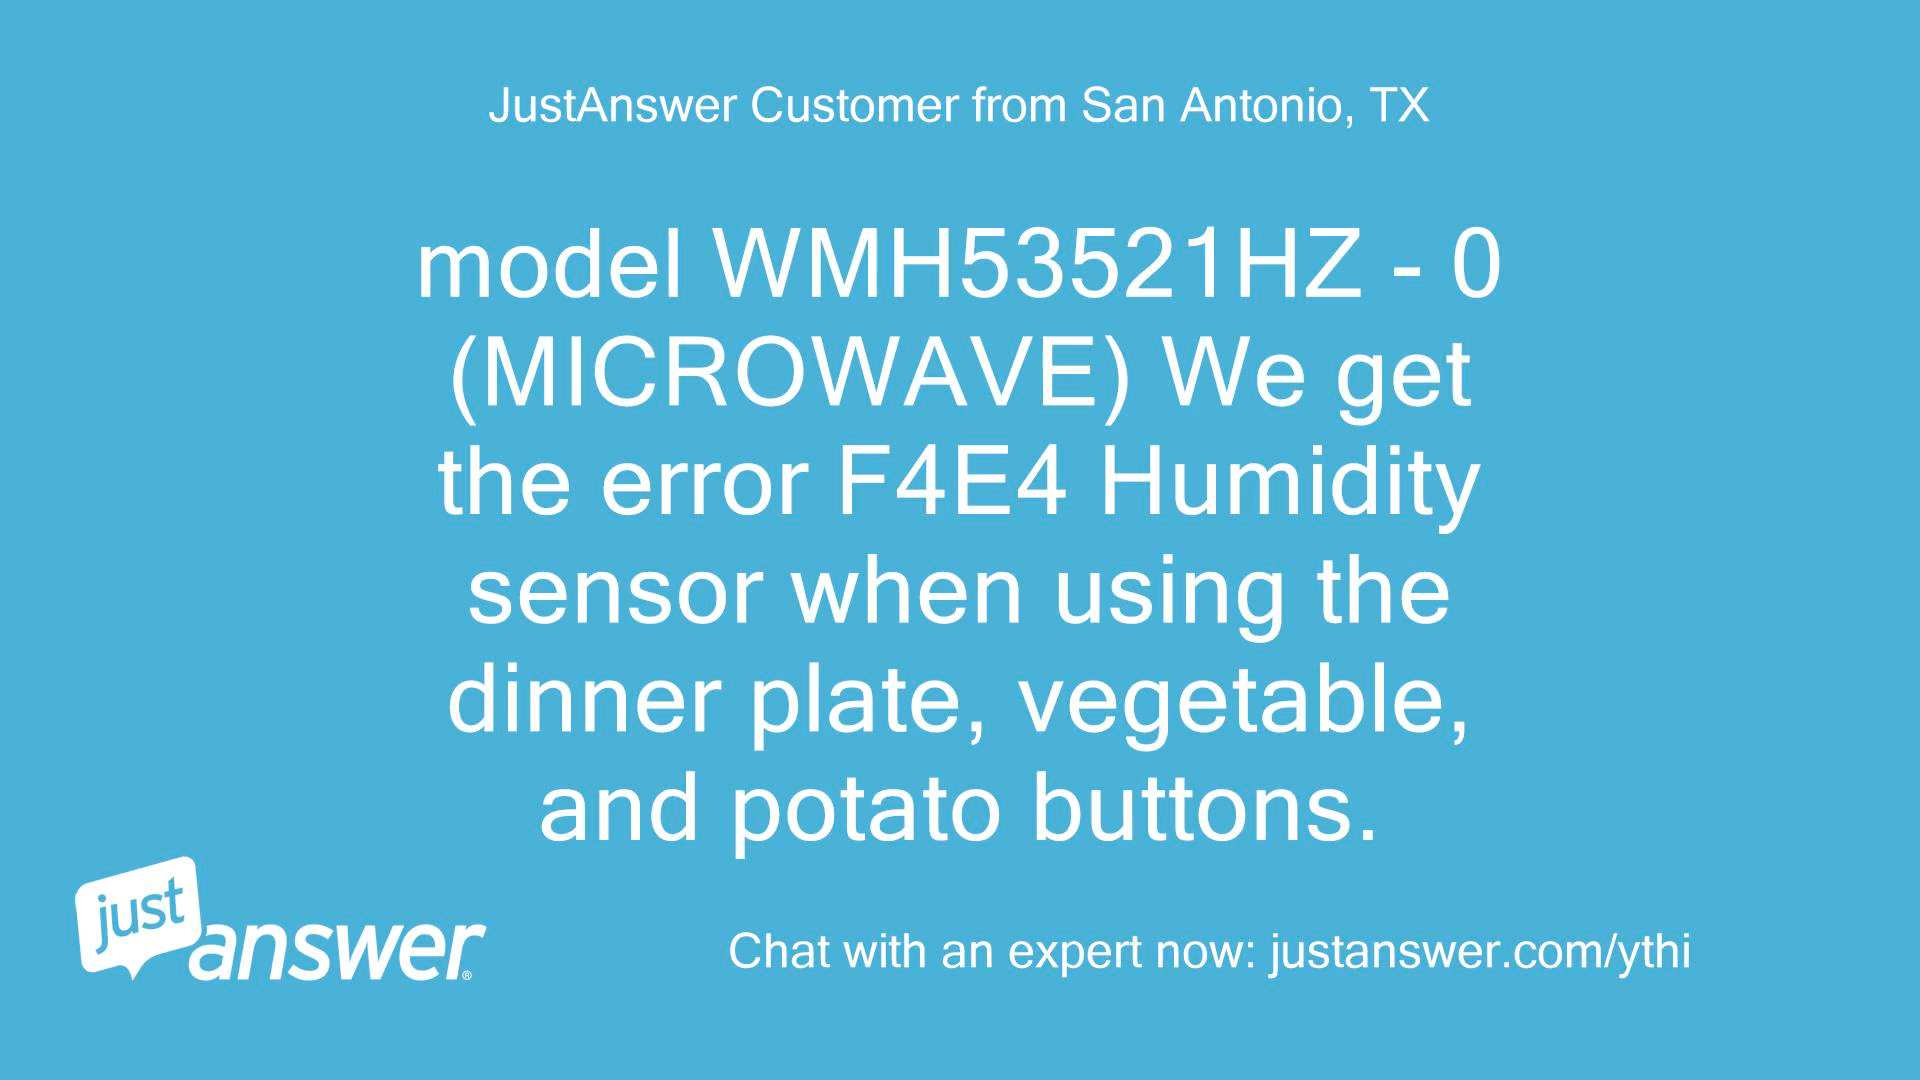 JustAnswer Customer from San Antonio, TX
model WMH53521HZ - 0
(MICROWAVE) We get
the error F4E4 Humidity
sensor when using the
dinner plate, vegetable,
and potato buttons.
just
answer®
Chat with an expert now: justanswer.com/ythi